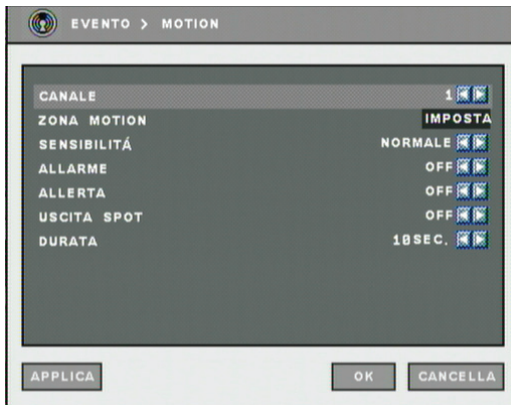 EVENTO > MOTION
CANALE 1
ZONA MOTION IMPOSTA
SENSIBILITÁ NORMALE
ALLARME OFF
ALLERTA OFF
USCITA SPOT OFF
DURATA 10SEC.
APPLICA OK CANCELLA